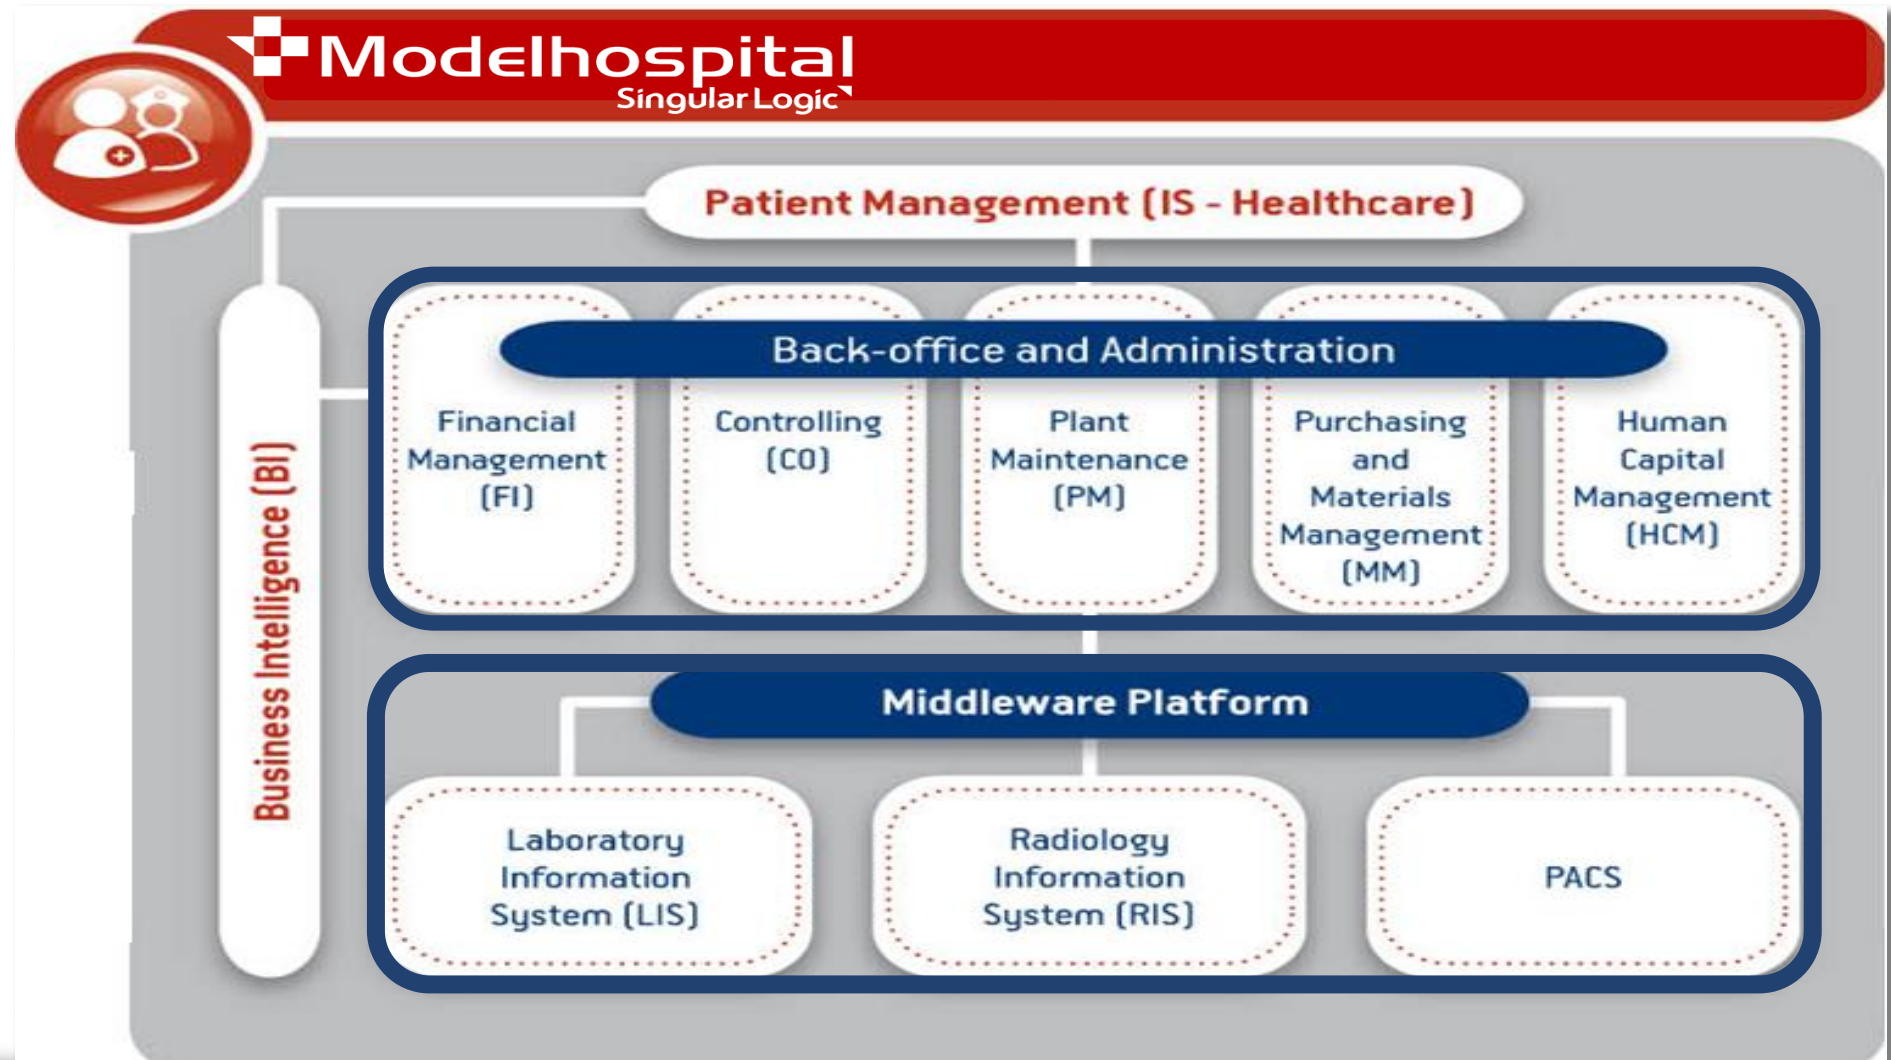 Modelhospital
SingularLogic
Patient Management (IS - Healthcare)
Business Intelligence (BI)
Back-office and Administration
Financial
Management
(FI)
Controlling
(CO)
Plant
Maintenance
(PM)
Purchasing
and
Materials
Management
(MM)
Human
Capital
Management
(HCM)
Middleware Platform
Laboratory
Information
System (LIS)
Radiology
Information
System (RIS)
PACS